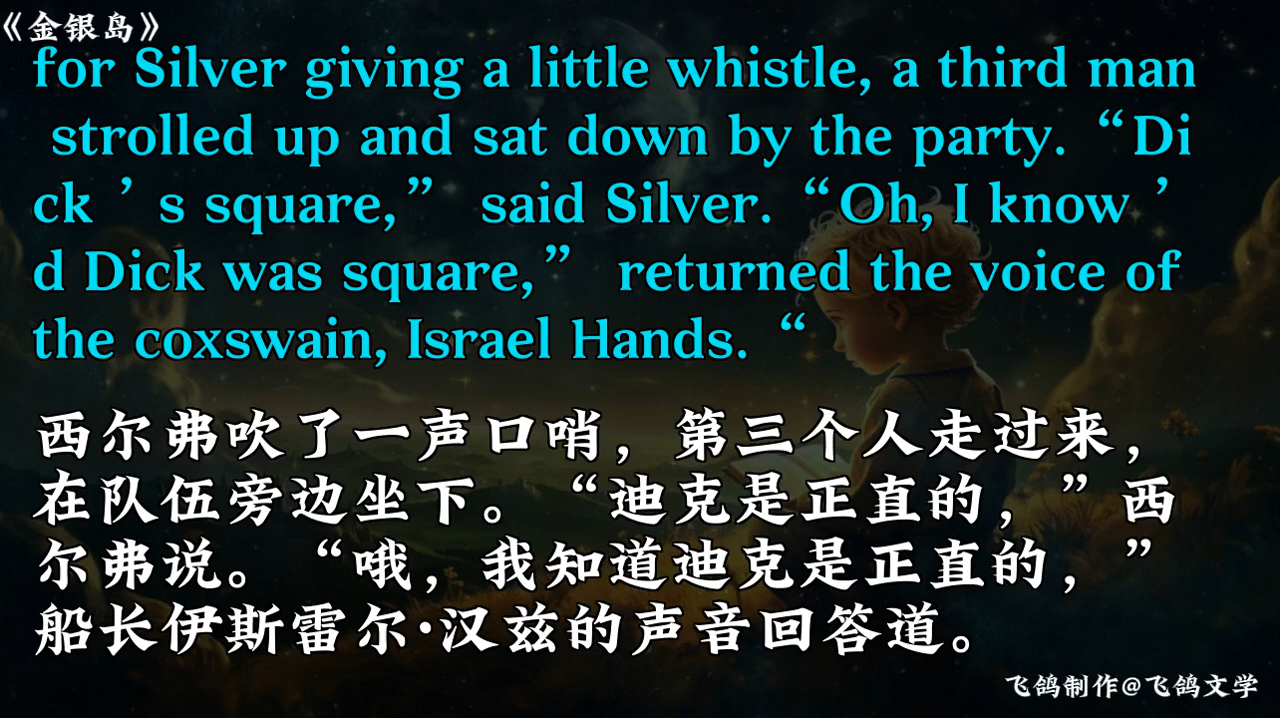 《金银岛》
for Silver giving a little whistle, a third man
strolled up and sat down by the party. “Di
ck ’ s square,” said Silver. “Oh, I know ’
d Dick was square,” returned the voice of
the coxswain, Israel Hands. “
西尔弗吹了一声口哨，第三个人走过来，
在队伍旁边坐下。“迪克是正直的，”西
尔弗说。“哦，我知道迪克是正直的，”
船长伊斯雷尔·汉兹的声音回答道。
飞鸽制作@飞鸽文学